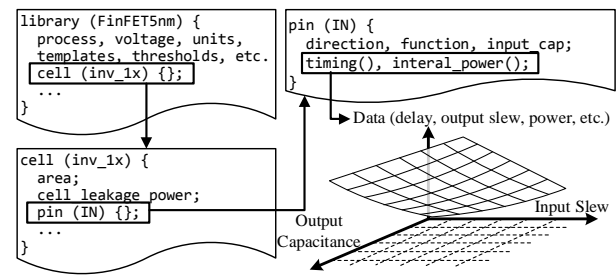 library (FinFET5nm) {
process, voltage, units,
templates, thresholds, etc.
cell (inv_1x) {};
...
}
cell (inv_1x) {
area;
cell leakage power;
pin (IN) {};
...
}
pin (IN) {
direction, function, input_cap;
timing(), interal_power();
}
Data (delay, output slew, power, etc.)
Input Slew
Output
Capacitance